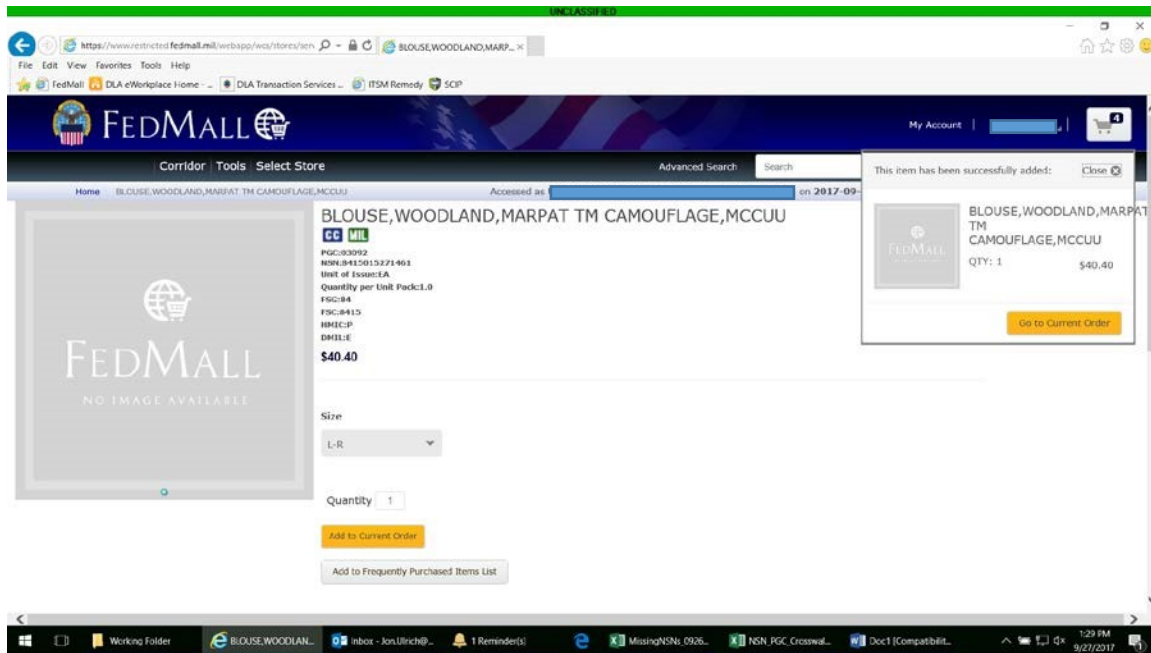 UNCLASSIFIED
https://www.restricted.fedmall.mil/webapp/wcs/stores/ser
BLOUSE,WOODLAND,MARP...
File Edit View Favorites Tools Help
FedMall DLA eWorkplace Home - ... DLA Transaction Services ... ITSM Remedy SCIP
FEDMALL
My Account | |
4
Corridor Tools Select Store
Advanced Search
Search
Home BLOUSE,WOODLAND,MARPAT TM CAMOUFLAGE,MCCUU
Accessed as
on 2017-09-
This item has been successfully added:
Close
BLOUSE,WOODLAND,MARPAT
TM
CAMOUFLAGE,MCCUU
QTY: 1
$40.40
FEDMALL
Go to Current Order
BLOUSE,WOODLAND,MARPAT TM CAMOUFLAGE,MCCUU
CC MIL
PGC:03092
NSN:8415015271461
Unit of Issue:EA
Quantity per Unit Pack:1.0
FSG:84
FSC:8415
HMIC:P
DMIL:E
$40.40
FEDMALL
NO IMAGE AVAILABLE
Size
L-R
Quantity 1
Add to Current Order
Add to Frequently Purchased Items List
Working Folder
BLOUSE,WOODLAN...
Inbox - Jon.Ulrich@...
1 Reminder(s)
MissingNSNs_0926...
NSN_PGC_Crosswal...
Doc1 [Compatibilit...
1:29 PM
9/27/2017